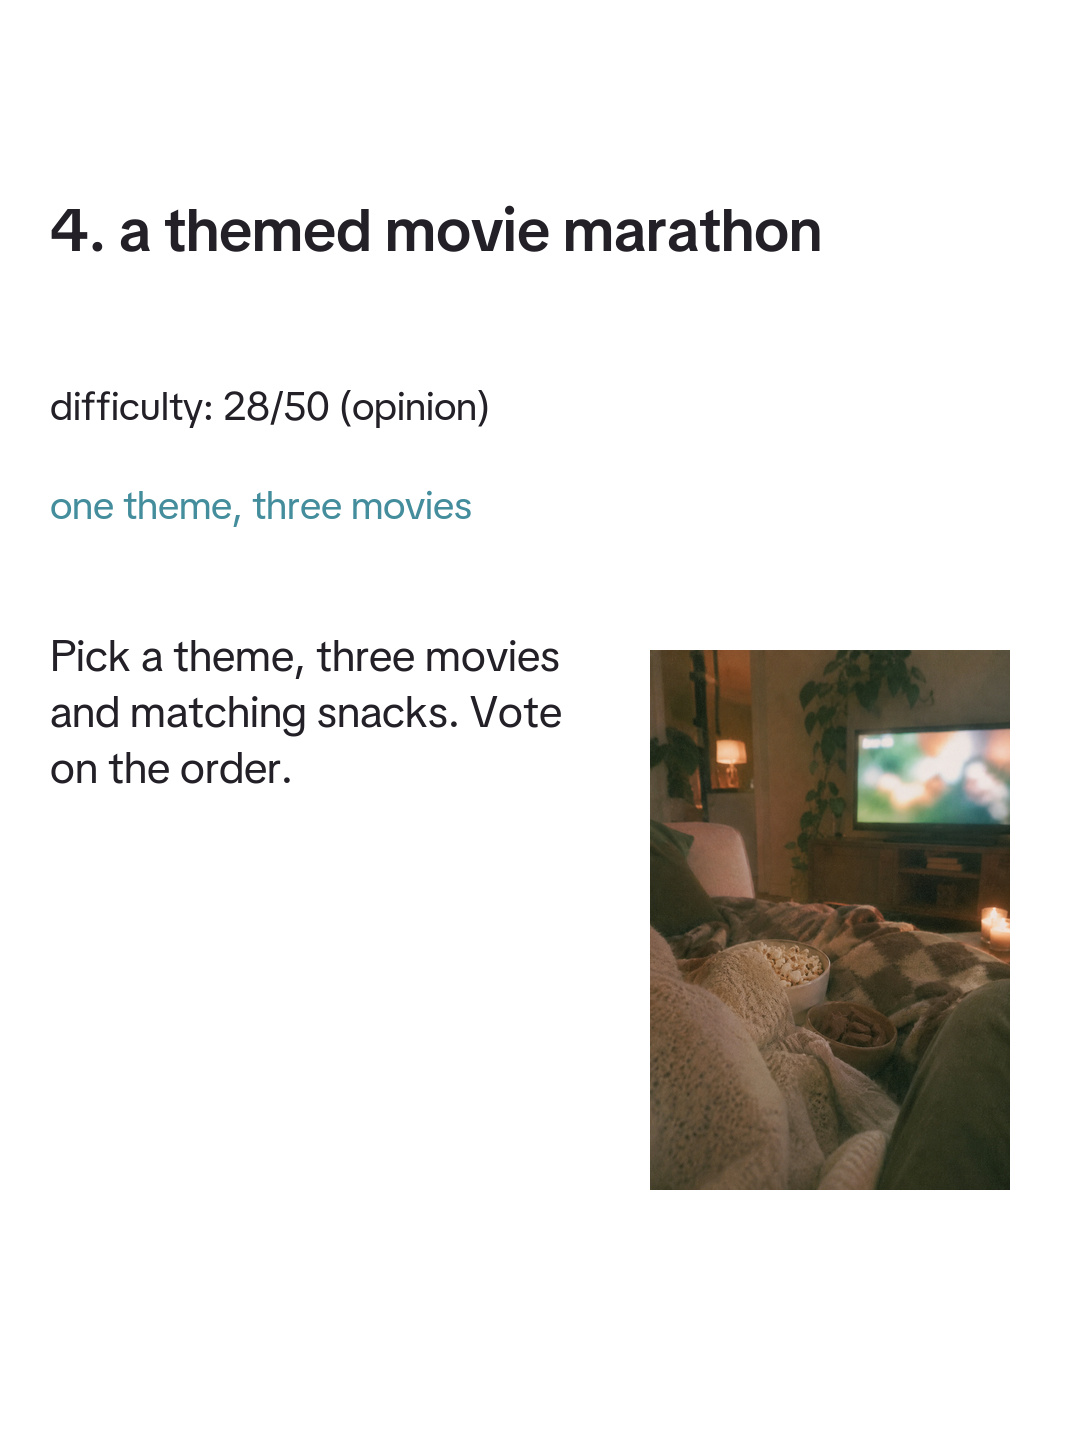 4. a themed movie marathon
difficulty: 28/50 (opinion)
one theme, three movies
Pick a theme, three movies
and matching snacks. Vote
on the order.